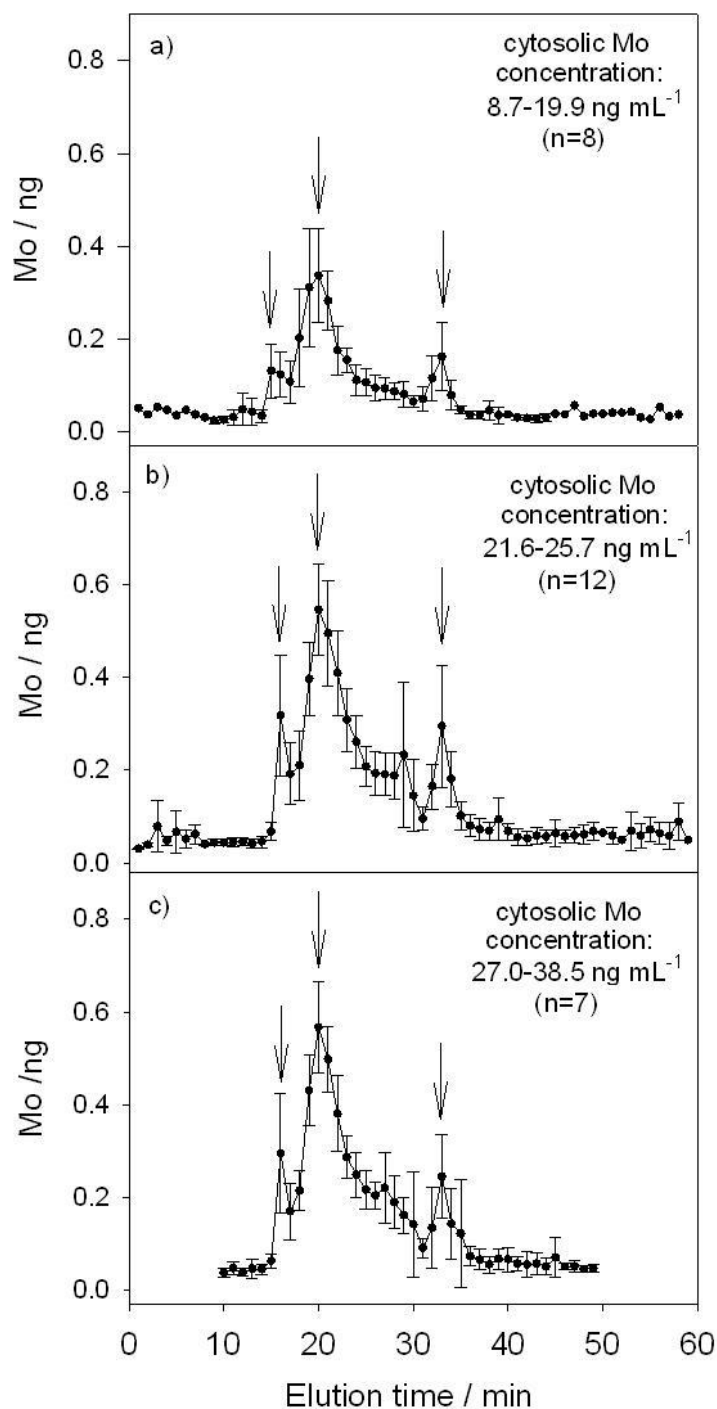 a)
cytosolic Mo
concentration:
8.7-19.9 ng mL⁻¹
(n=8)
Mo / ng
0.8
0.6
0.4
0.2
0.0
b)
cytosolic Mo
concentration:
21.6-25.7 ng mL⁻¹
(n=12)
Mo / ng
0.8
0.6
0.4
0.2
0.0
c)
cytosolic Mo
concentration:
27.0-38.5 ng mL⁻¹
(n=7)
Mo /ng
0.8
0.6
0.4
0.2
0.0
0 10 20 30 40 50 60
Elution time / min